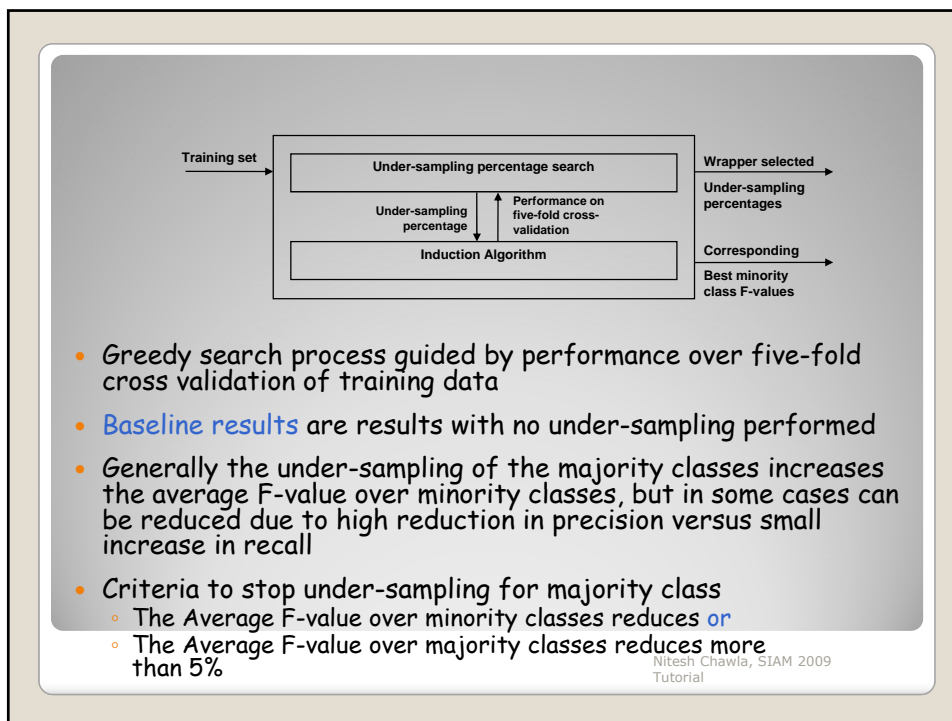 Training set
Under-sampling percentage search
Under-sampling
percentage
Performance on
five-fold cross-
validation
Induction Algorithm
Wrapper selected
Under-sampling
percentages
Corresponding
Best minority
class F-values
• Greedy search process guided by performance over five-fold
cross validation of training data
• Baseline results are results with no under-sampling performed
• Generally the under-sampling of the majority classes increases
the average F-value over minority classes, but in some cases can
be reduced due to high reduction in precision versus small
increase in recall
• Criteria to stop under-sampling for majority class
◦ The Average F-value over minority classes reduces or
◦ The Average F-value over majority classes reduces more
than 5%
Nitesh Chawla, SIAM 2009
Tutorial